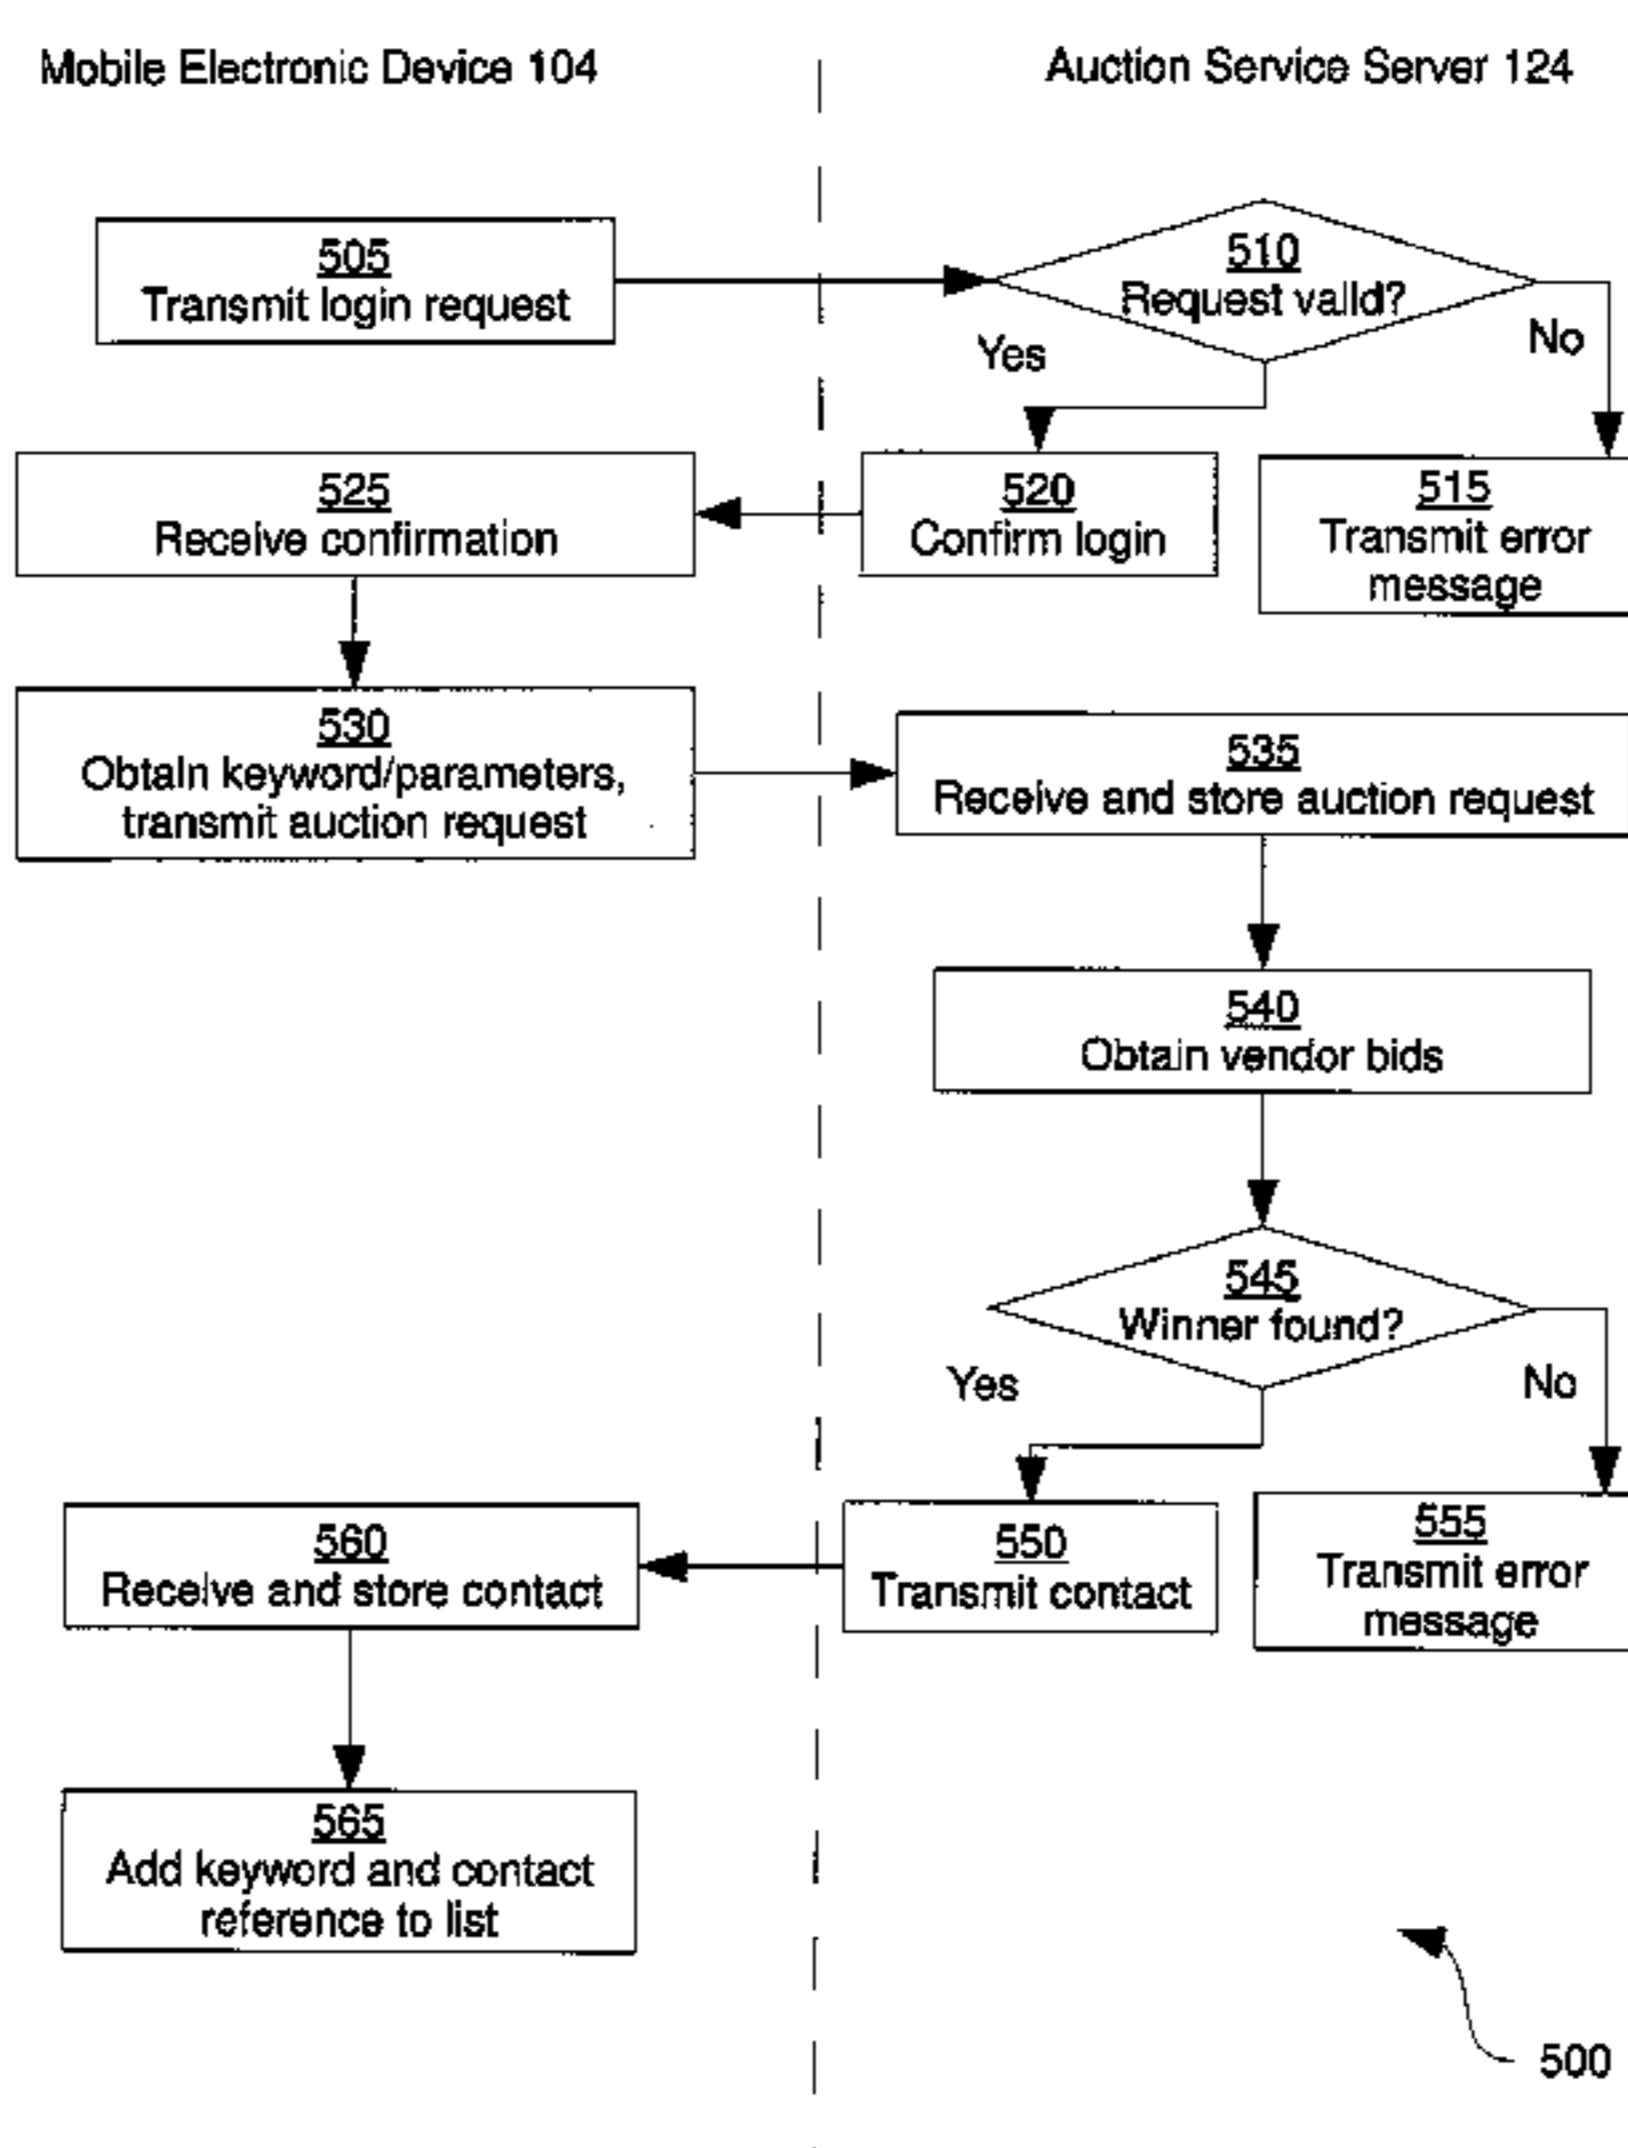 Mobile Electronic Device 104
Auction Service Server 124
505
Transmit login request
510
Request valid?
Yes
No
525
Receive confirmation
520
Confirm login
515
Transmit error
message
530
Obtain keyword/parameters,
transmit auction request
535
Receive and store auction request
540
Obtain vendor bids
545
Winner found?
Yes
No
560
Receive and store contact
550
Transmit contact
555
Transmit error
message
565
Add keyword and contact
reference to list
500